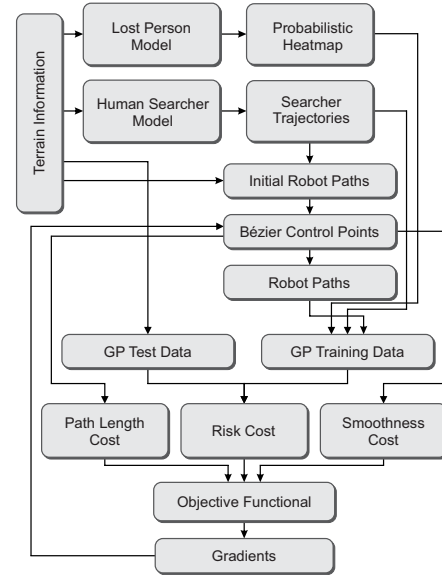 Terrain Information
Lost Person
Model
Probabilistic
Heatmap
Human Searcher
Model
Searcher
Trajectories
Initial Robot Paths
Bézier Control Points
Robot Paths
GP Test Data
GP Training Data
Path Length
Cost
Risk Cost
Smoothness
Cost
Objective Functional
Gradients